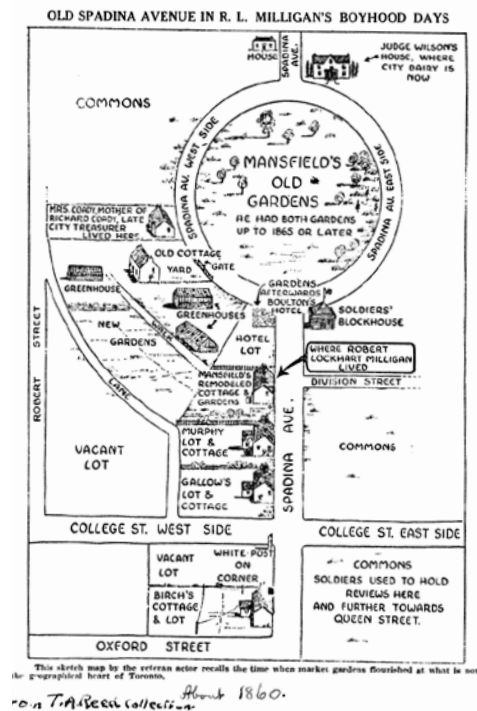 OLD SPADINA AVENUE IN R. L. MILLIGAN'S BOYHOOD DAYS
HOUSE
SPADINA AVE.
JUDGE WILSON'S
HOUSE, WHERE
CITY DAIRY IS
NOW
COMMONS
SPADINA AV. WEST SIDE
MANSFIELD'S
OLD
GARDENS
HE HAD BOTH GARDENS
UP TO 1865 OR LATER
SPADINA AV. EAST SIDE
MRS. COADY, MOTHER OF
RICHARD COADY, LATE
CITY TREASURER
LIVED HERE
OLD COTTAGE
YARD
GATE
GREENHOUSE
GREENHOUSES
GARDENS
AFTERWARDS
BOULTON'S
HOTEL
SOLDIERS'
BLOCKHOUSE
NEW
GARDENS
HOTEL
LOT
WHERE ROBERT
LOCKHART MILLIGAN
LIVED
ROBERT STREET
LANE
MANSFIELD'S
REMODELED
COTTAGE &
GARDENS
DIVISION STREET
MURPHY
LOT &
COTTAGE
SPADINA AVE.
COMMONS
VACANT
LOT
GALLOW'S
LOT &
COTTAGE
COLLEGE ST. WEST SIDE
COLLEGE ST. EAST SIDE
VACANT
LOT
WHITE POST
ON
CORNER
BIRCH'S
COTTAGE
& LOT
COMMONS
SOLDIERS USED TO HOLD
REVIEWS HERE
AND FURTHER TOWARDS
QUEEN STREET.
OXFORD STREET
This sketch map by the veteran actor recalls the time when market gardens flourished at what is now
the geographical heart of Toronto.
About 1860.
from T.A. Reed Collection